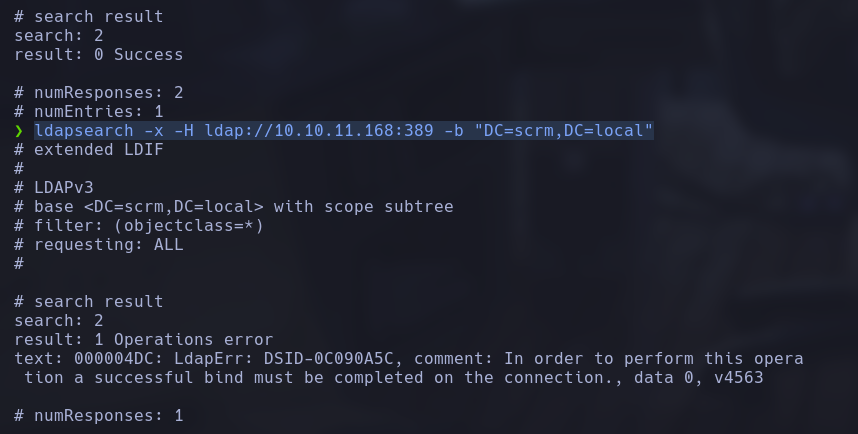 # search result
search: 2
result: 0 Success
# numResponses: 2
# numEntries: 1
❯ ldapsearch -x -H ldap://10.10.11.168:389 -b "DC=scrm,DC=local"
# extended LDIF
#
# LDAPv3
# base <DC=scrm,DC=local> with scope subtree
# filter: (objectclass=*)
# requesting: ALL
#
# search result
search: 2
result: 1 Operations error
text: 000004DC: LdapErr: DSID-0C090A5C, comment: In order to perform this opera
 tion a successful bind must be completed on the connection., data 0, v4563
# numResponses: 1